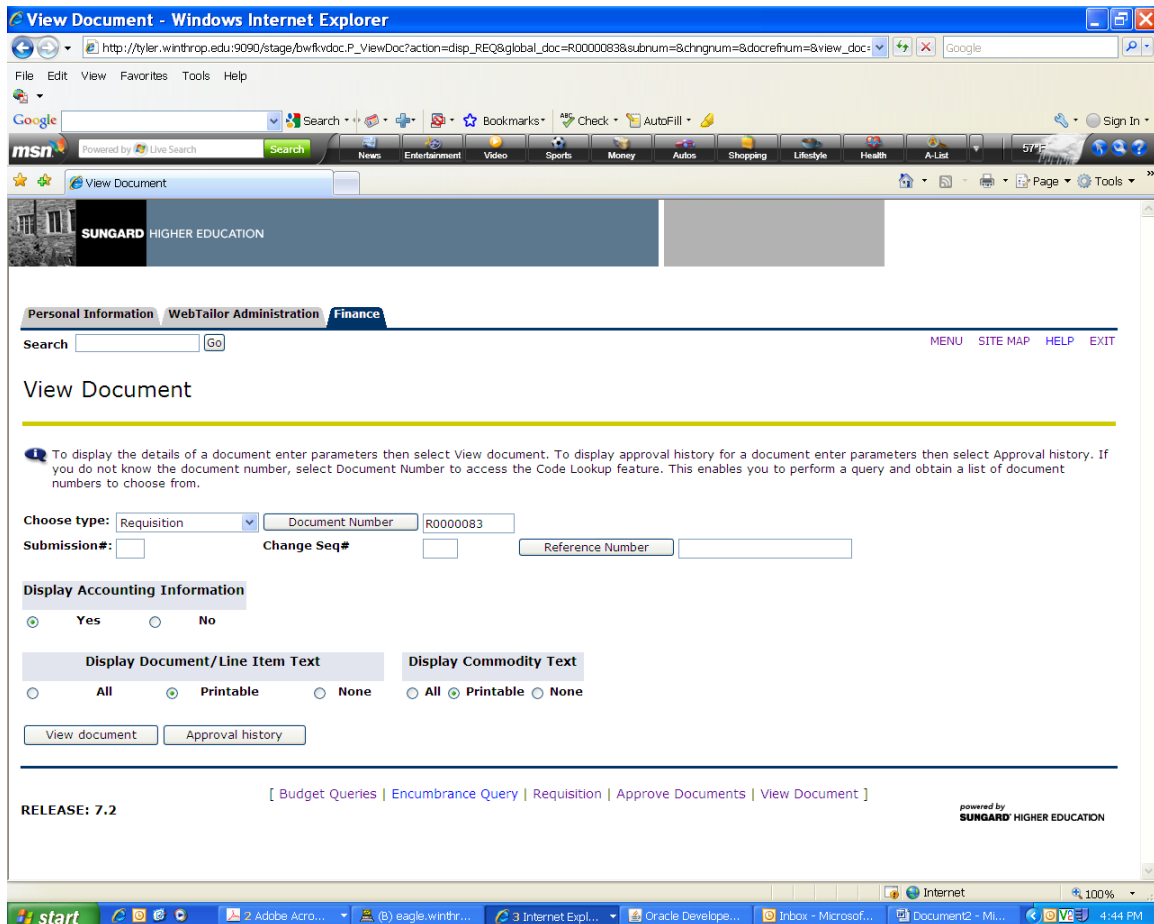 View Document - Windows Internet Explorer
http://tyler.winthrop.edu:9090/stage/bwfkvdoc.P_ViewDoc?action=disp_REQ&global_doc=R0000083&subnum=&chngnum=&docrefnum=&view_doc= Google
File Edit View Favorites Tools Help
Google Search Bookmarks ABC Check AutoFill Sign In
msn Powered by Live Search Search News Entertainment Video Sports Money Autos Shopping Lifestyle Health A-List 57°F
View Document Page Tools »
SUNGARD HIGHER EDUCATION
Personal Information WebTailor Administration Finance
Search Go MENU SITE MAP HELP EXIT
View Document
To display the details of a document enter parameters then select View document. To display approval history for a document enter parameters then select Approval history. If
you do not know the document number, select Document Number to access the Code Lookup feature. This enables you to perform a query and obtain a list of document
numbers to choose from.
Choose type: Requisition Document Number R0000083
Submission#: Change Seq# Reference Number
Display Accounting Information
Yes No
Display Document/Line Item Text Display Commodity Text
All Printable None All Printable None
View document Approval history
[ Budget Queries | Encumbrance Query | Requisition | Approve Documents | View Document ]
RELEASE: 7.2
powered by
SUNGARD' HIGHER EDUCATION
Internet 100%
start 2 Adobe Acro... (B) eagle.winthr... 3 Internet Expl... Oracle Develope... Inbox - Microsof... Document2 - Mi... 4:44 PM